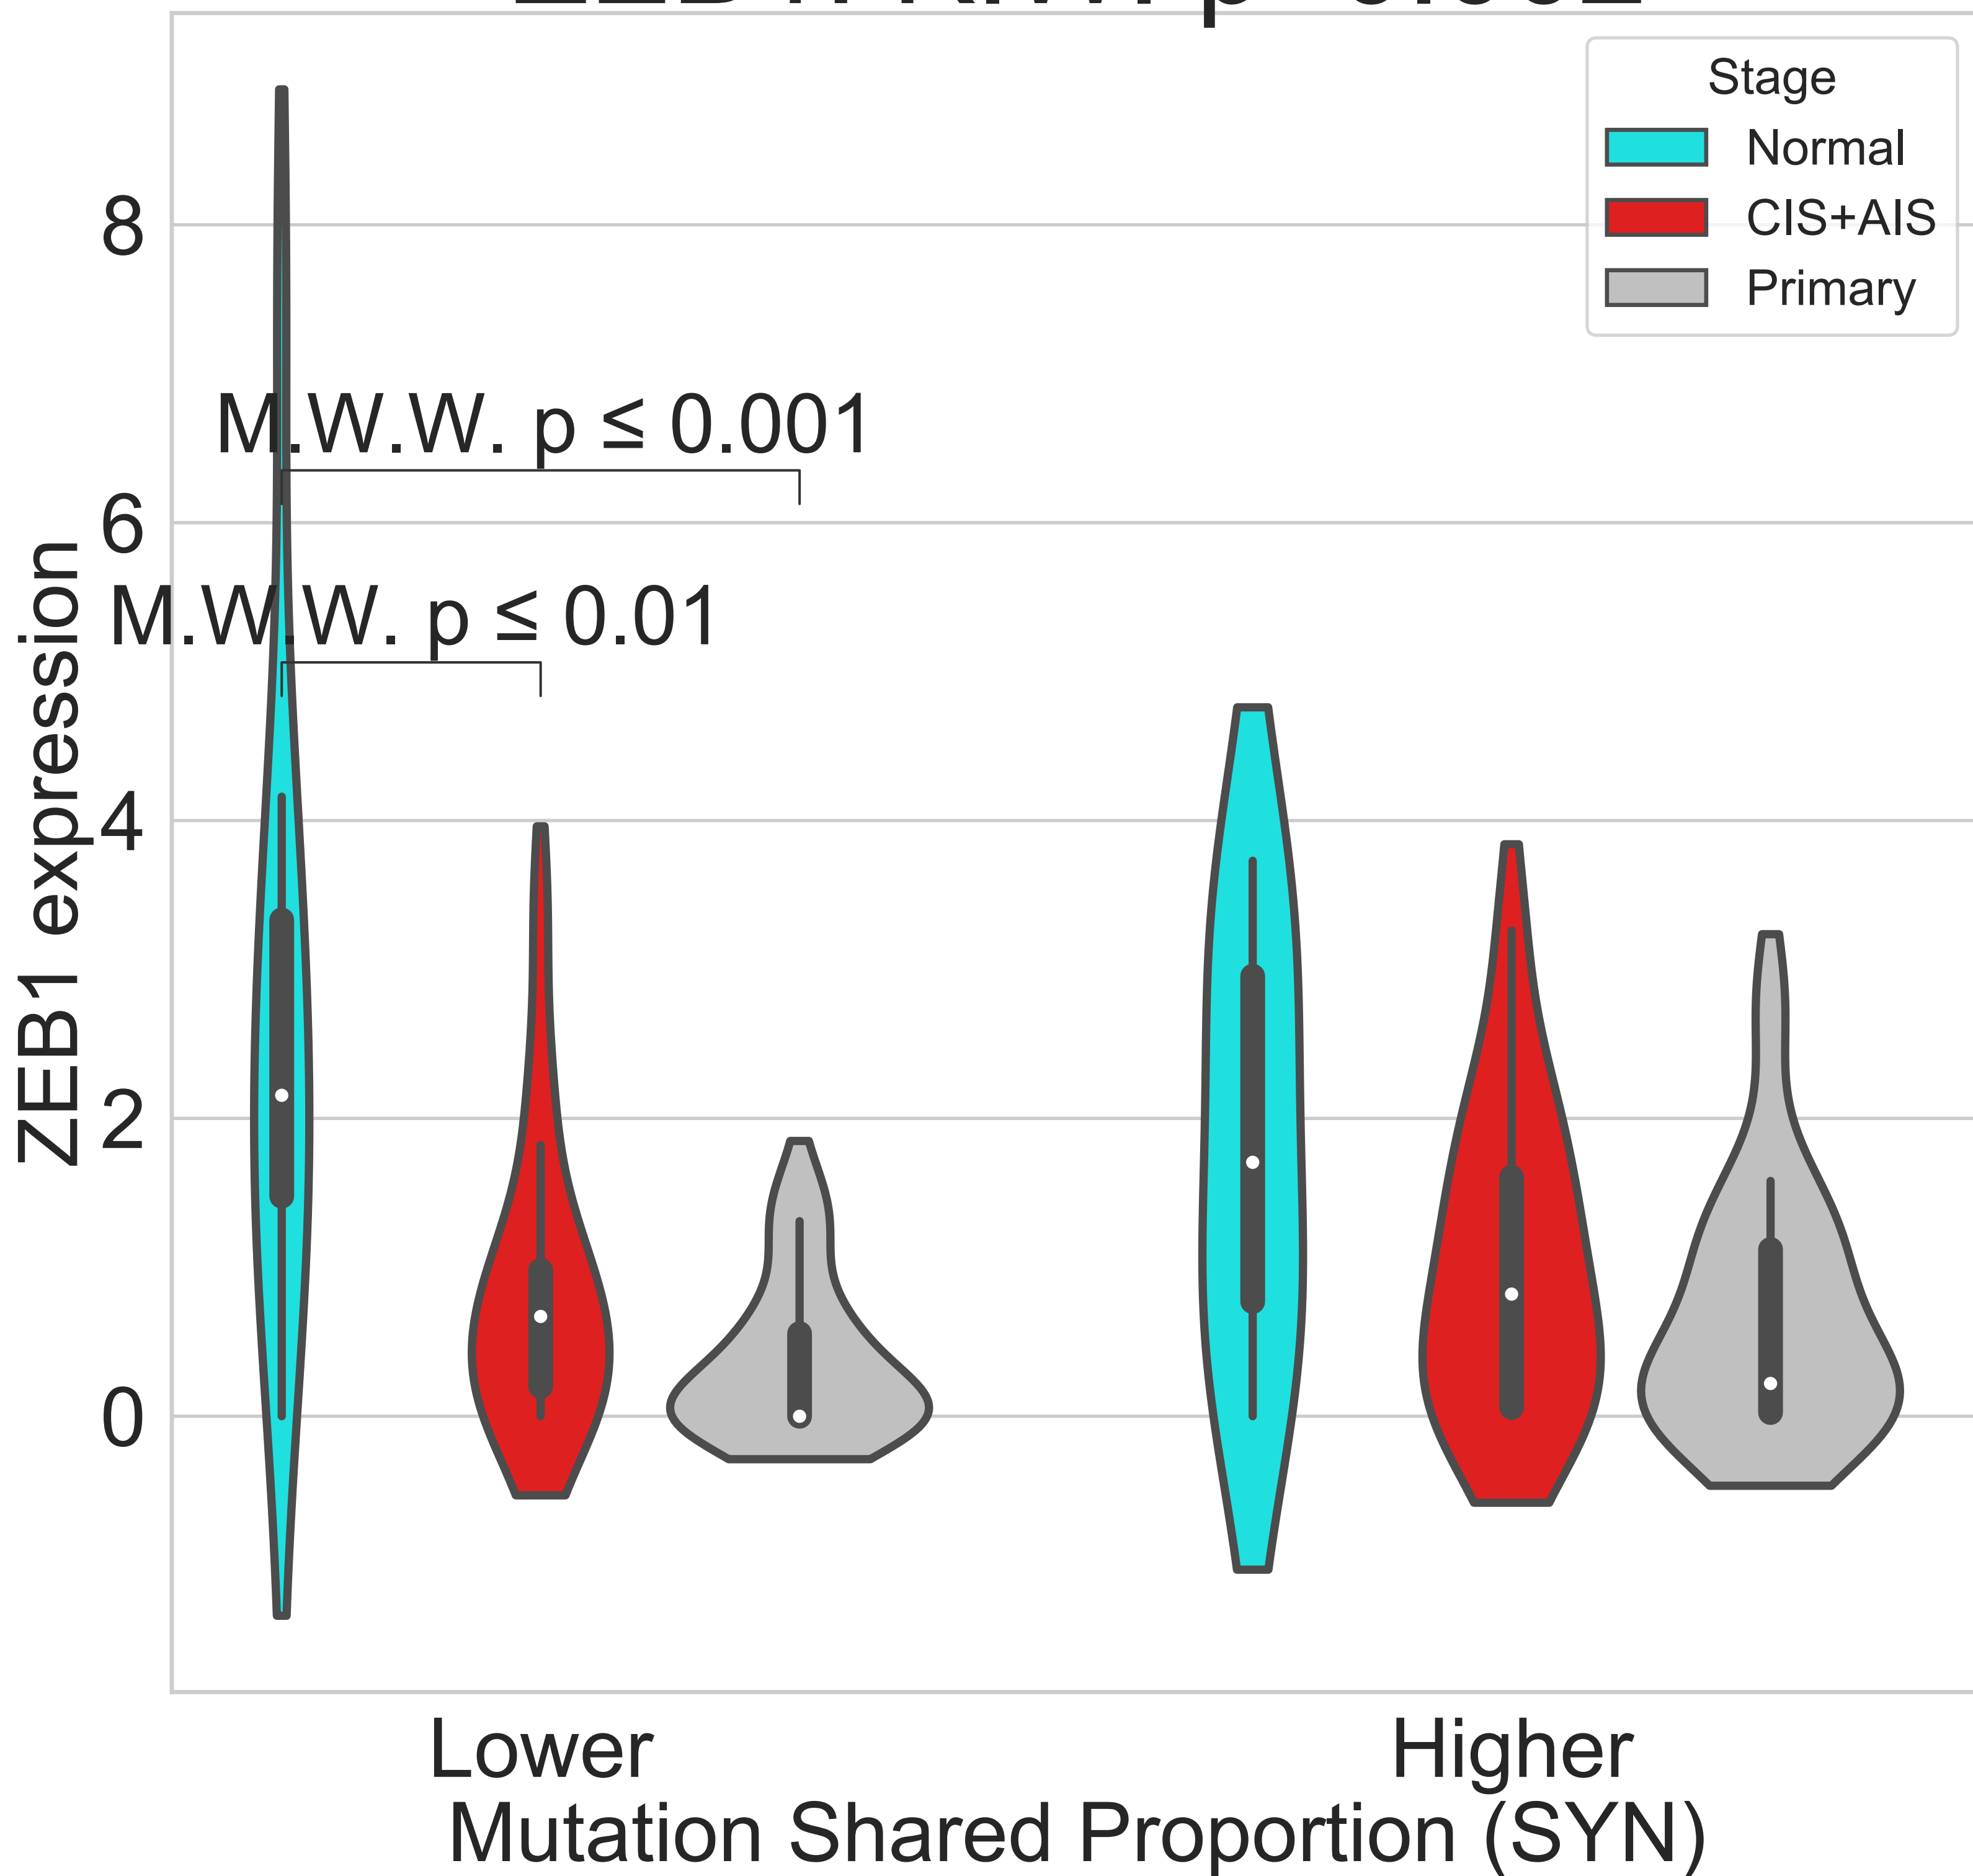 Stage
Normal
CIS+AIS
Primary
8
6
4
2
0
ZEB1 expression
M.W.W. p ≤ 0.001
M.W.W. p ≤ 0.01
Lower
Higher
Mutation Shared Proportion (SYN)